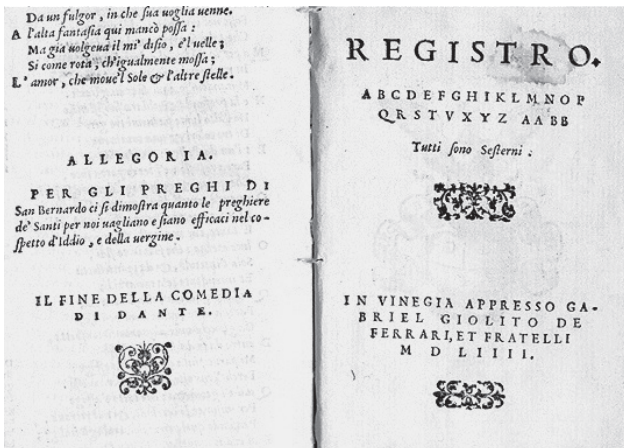 Da un fulgor, in che sua uoglia uenne.
A l'alta fantasia qui mancò possa:
Ma gia uolgeua il mi' disio, e'l uelle;
Si come rota, ch'igualmente mossa;
L'amor, che moue'l Sole & l'altre stelle.
ALLEGORIA.
PER GLI PREGHI DI
San Bernardo ci si dimostra quanto le preghiere
de' Santi per noi uagliano e siano efficaci nel co-
spetto d'Iddio, e della uergine.
IL FINE DELLA COMEDIA
DI DANTE.
REGISTRO.
A B C D E F G H I K L M N O P
Q R S T V X Y Z AA BB
Tutti sono Sesterni:
IN VINEGIA APPRESSO GA-
BRIEL GIOLITO DE
FERRARI, ET FRATELLI
M D LIIII.